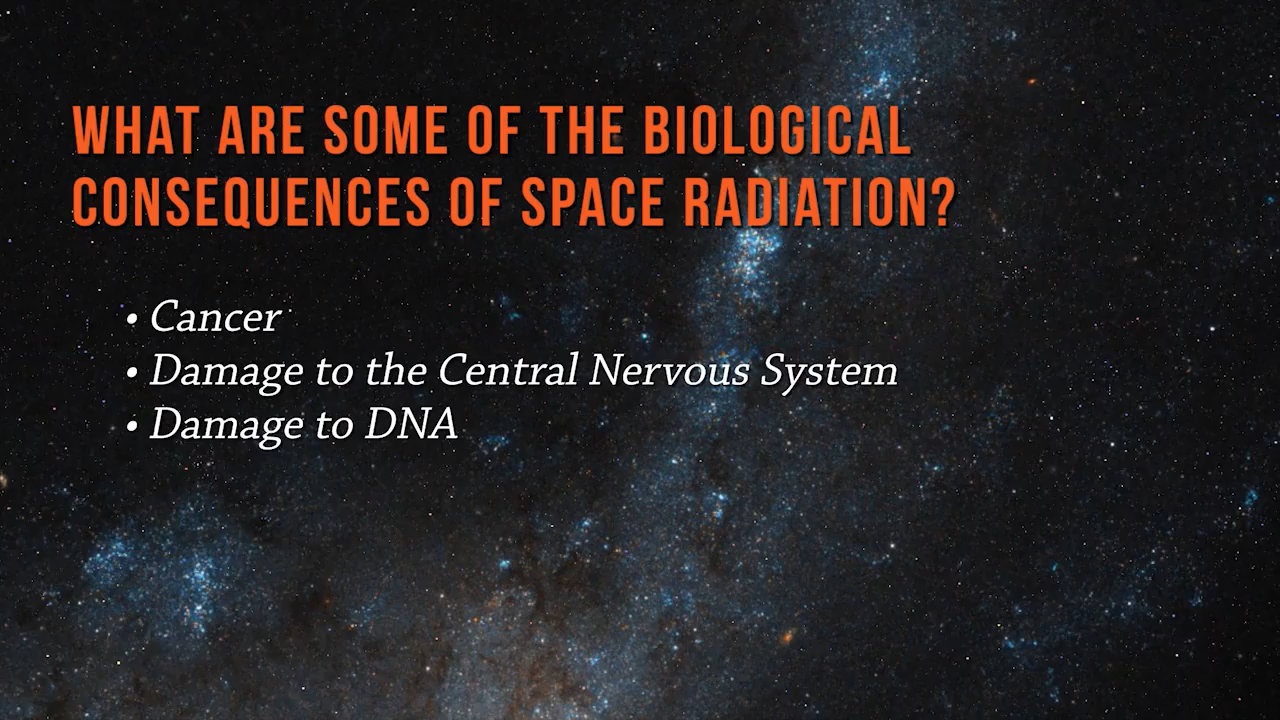 WHAT ARE SOME OF THE BIOLOGICAL
CONSEQUENCES OF SPACE RADIATION?
• Cancer
• Damage to the Central Nervous System
• Damage to DNA